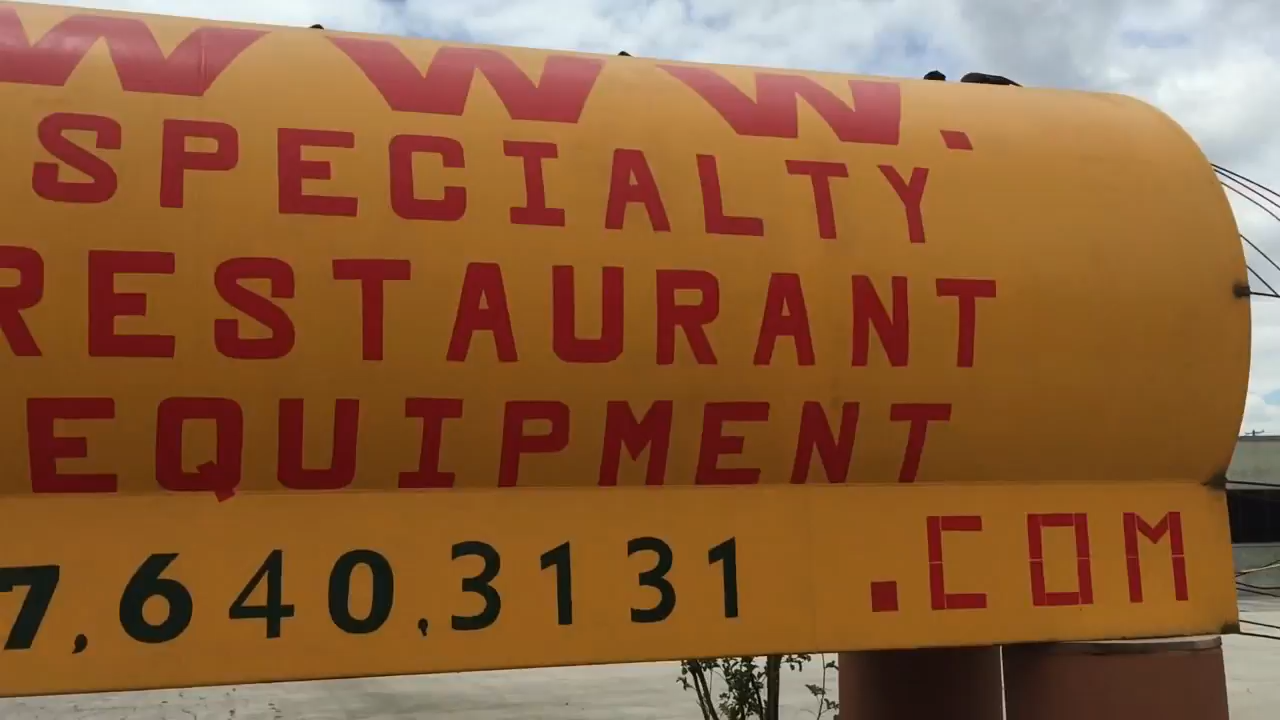 WWW.
SPECIALTY
RESTAURANT
EQUIPMENT
7,640,3131 .COM